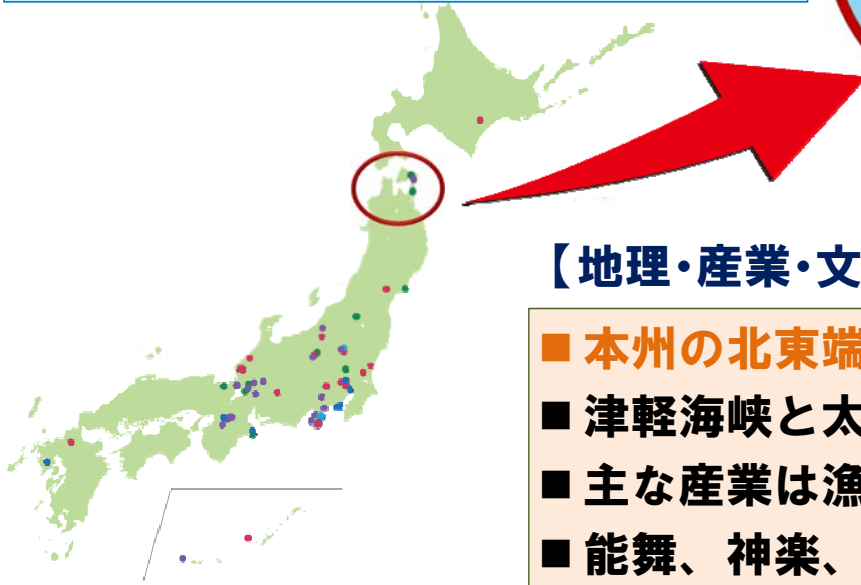 【地理・産業・文
■ 本州の北東端
■ 津軽海峡と太
■ 主な産業は漁
■ 能舞、神楽、